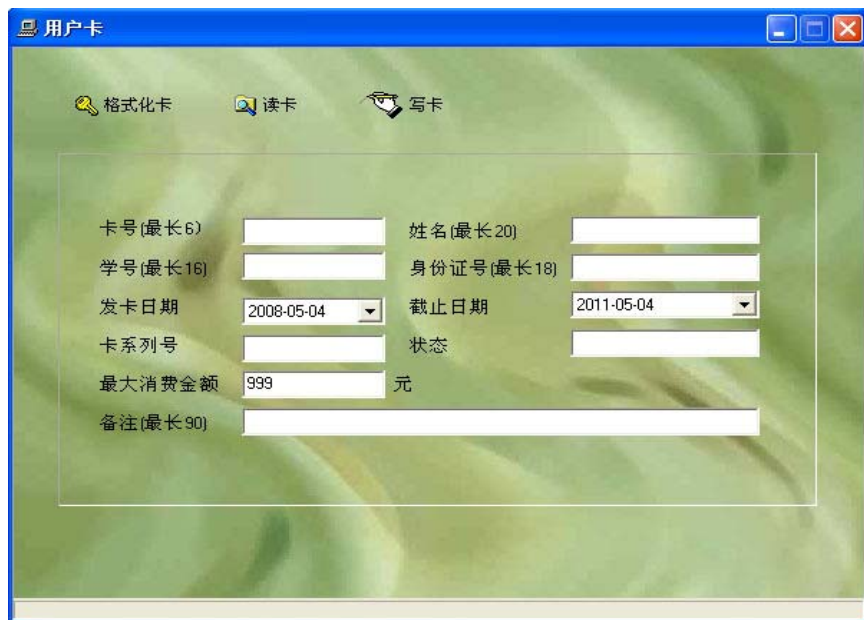 用户卡
格式化卡 读卡 写卡
卡号(最长6) 姓名(最长20)
学号(最长16) 身份证号(最长18)
发卡日期 2008-05-04 截止日期 2011-05-04
卡系列号 状态
最大消费金额 999 元
备注(最长90)